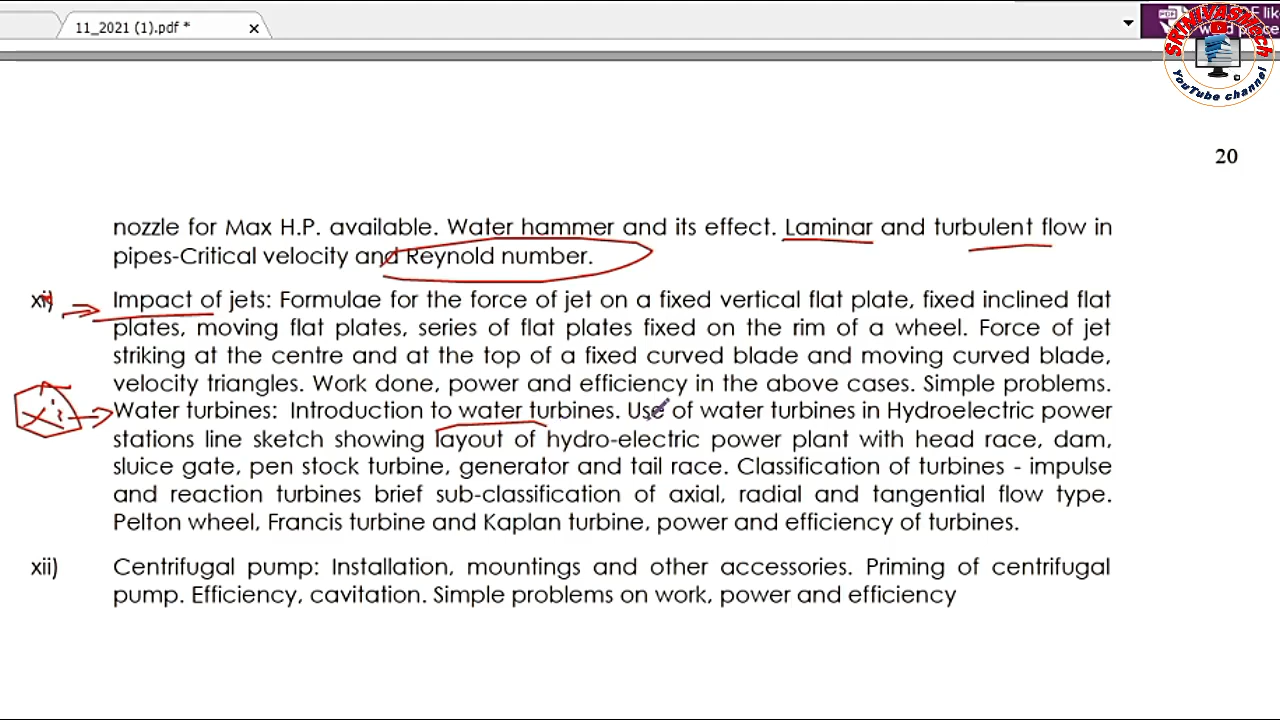 11_2021 (1).pdf *
SRINIVASMech
YouTube channel
20
nozzle for Max H.P. available. Water hammer and its effect. Laminar and turbulent flow in
pipes-Critical velocity and Reynold number.
xi) Impact of jets: Formulae for the force of jet on a fixed vertical flat plate, fixed inclined flat
plates, moving flat plates, series of flat plates fixed on the rim of a wheel. Force of jet
striking at the centre and at the top of a fixed curved blade and moving curved blade,
velocity triangles. Work done, power and efficiency in the above cases. Simple problems.
Water turbines: Introduction to water turbines. Use of water turbines in Hydroelectric power
stations line sketch showing layout of hydro-electric power plant with head race, dam,
sluice gate, pen stock turbine, generator and tail race. Classification of turbines - impulse
and reaction turbines brief sub-classification of axial, radial and tangential flow type.
Pelton wheel, Francis turbine and Kaplan turbine, power and efficiency of turbines.
xii) Centrifugal pump: Installation, mountings and other accessories. Priming of centrifugal
pump. Efficiency, cavitation. Simple problems on work, power and efficiency